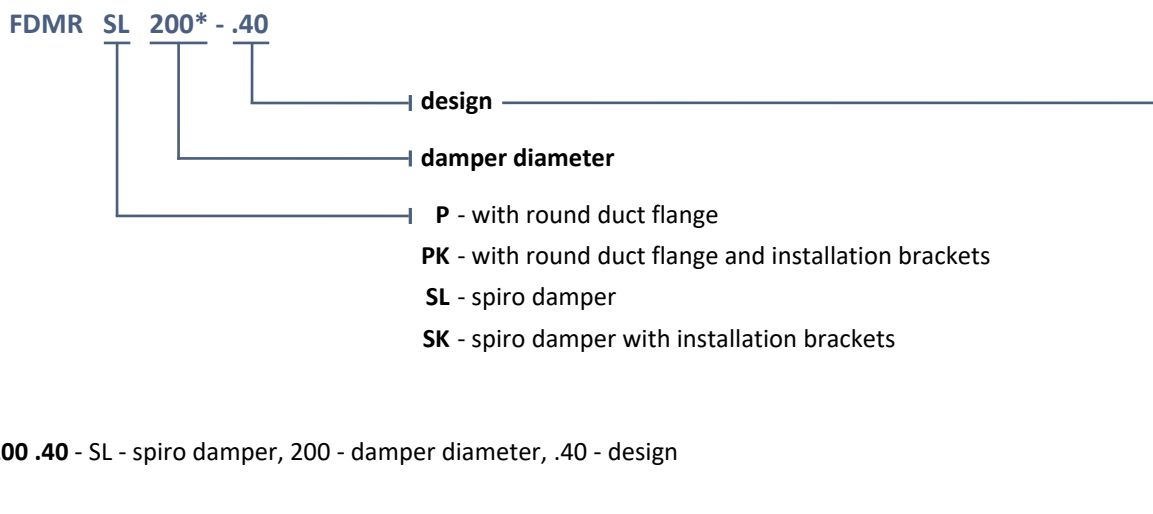 FDMR SL 200* - .40
design
damper diameter
P - with round duct flange
PK - with round duct flange and installation brackets
SL - spiro damper
SK - spiro damper with installation brackets
00 .40 - SL - spiro damper, 200 - damper diameter, .40 - design